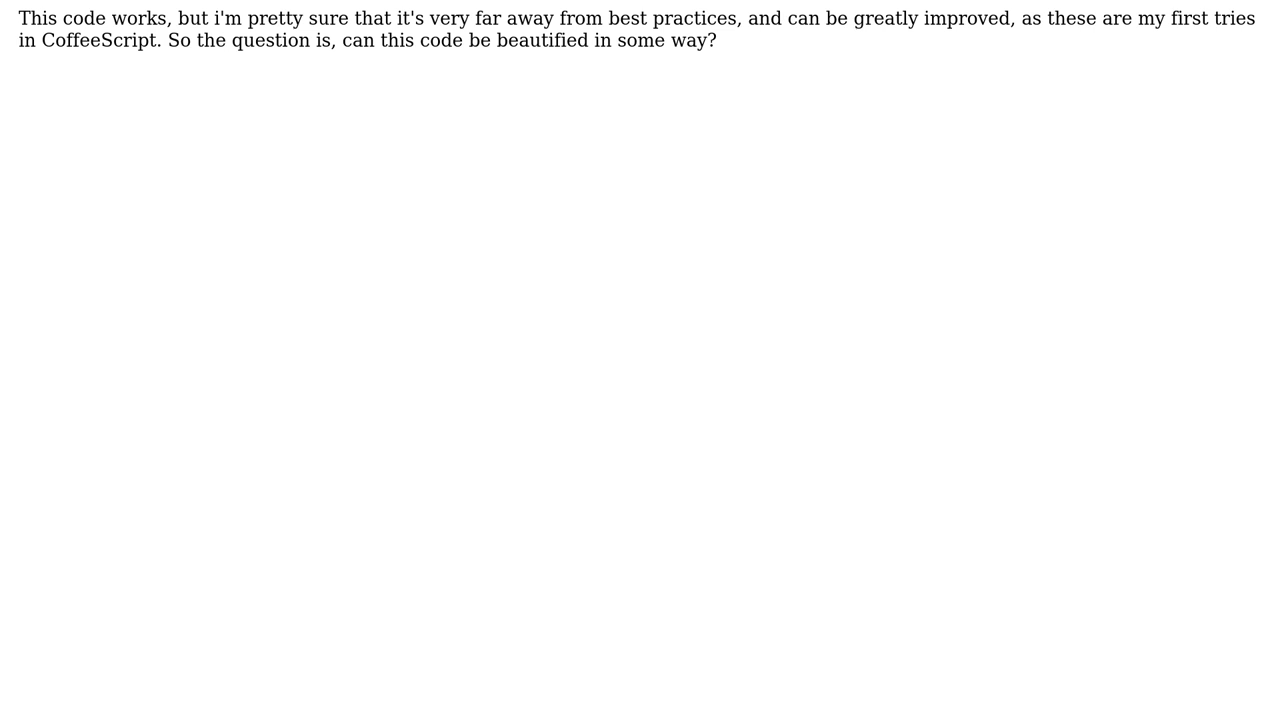 This code works, but i'm pretty sure that it's very far away from best practices, and can be greatly improved, as these are my first tries
in CoffeeScript. So the question is, can this code be beautified in some way?